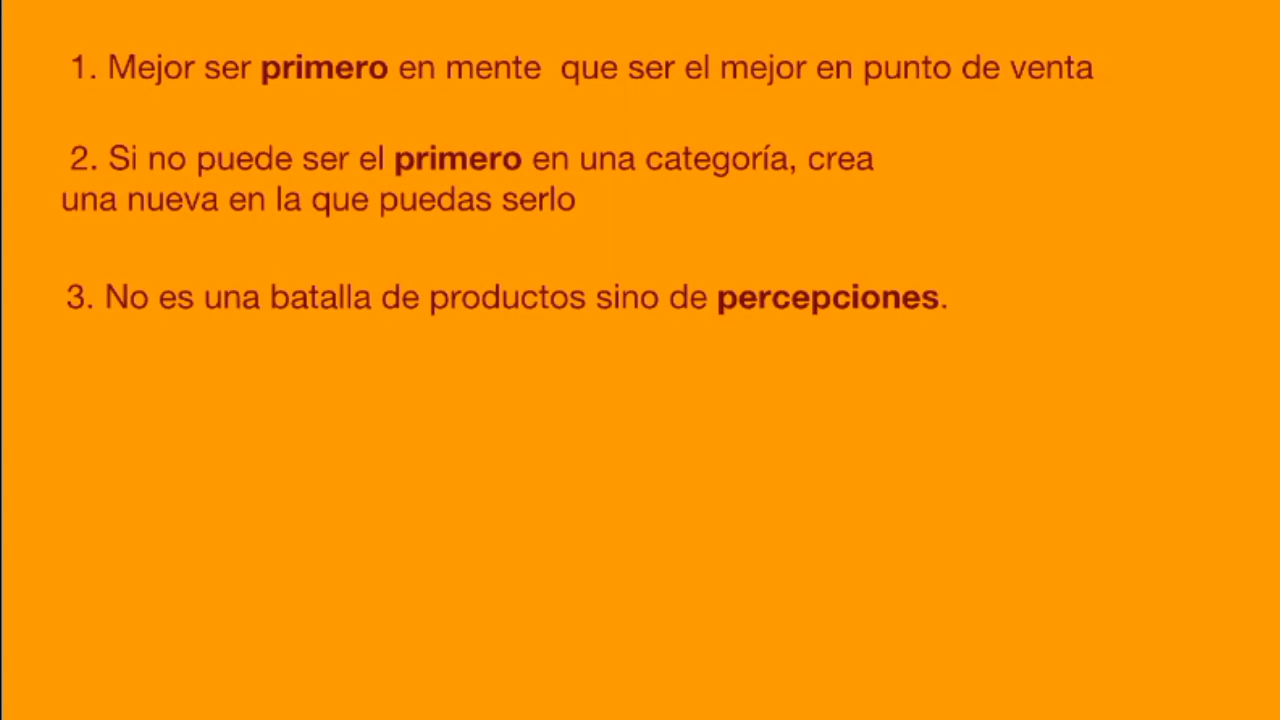 1. Mejor ser primero en mente  que ser el mejor en punto de venta
2. Si no puede ser el primero en una categoría, crea
una nueva en la que puedas serlo
3. No es una batalla de productos sino de percepciones.